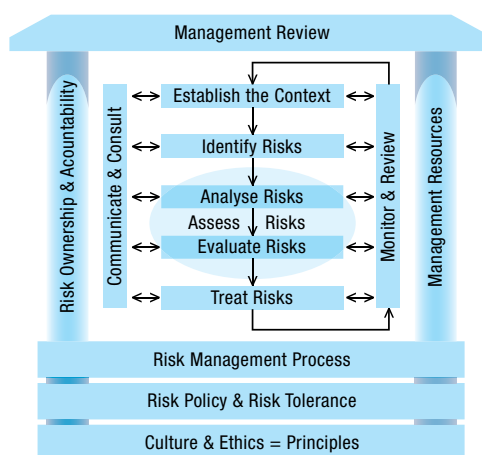 Management Review
Risk Ownership & Acountability
Communicate & Consult
Establish the Context
Identify Risks
Analyse Risks
Assess Risks
Evaluate Risks
Treat Risks
Monitor & Review
Management Resources
Risk Management Process
Risk Policy & Risk Tolerance
Culture & Ethics = Principles